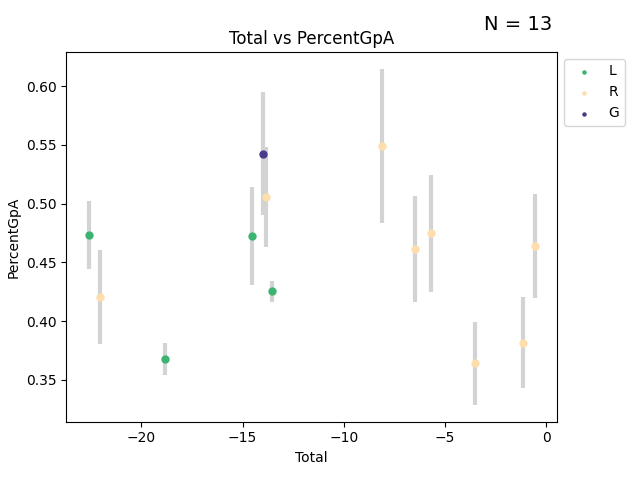 N = 13
Total vs PercentGpA
L
R
G
0.60
0.55
0.50
0.45
0.40
0.35
PercentGpA
−20
−15
−10
−5
0
Total